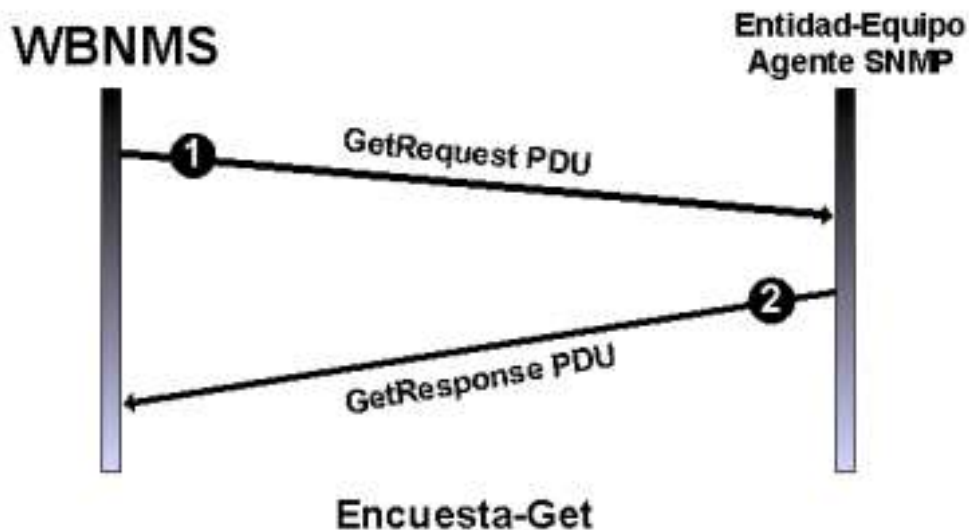 WBNMS
Entidad-Equipo
Agente SNMP
1
GetRequest PDU
2
GetResponse PDU
Encuesta-Get